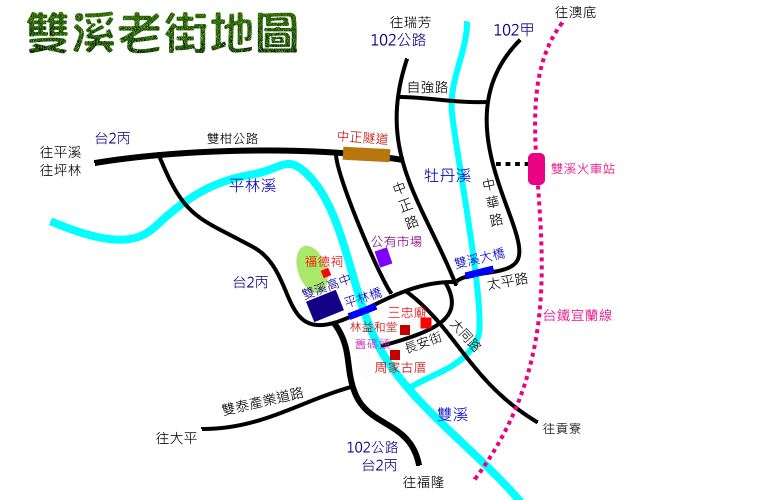 雙溪老街地圖
往瑞芳
102公路
102甲
往澳底
自強路
台2丙
雙柑公路
中正隧道
往平溪
往坪林
平林溪
牡丹溪
中正路
中華路
雙溪火車站
公有市場
福德祠
雙溪大橋
台2丙
雙溪高中
平林橋
太平路
三忠廟
林益和堂
舊碼頭
長安街
大同路
周家古厝
台鐵宜蘭線
雙泰產業道路
雙溪
往大平
往貢寮
102公路
台2丙
往福隆